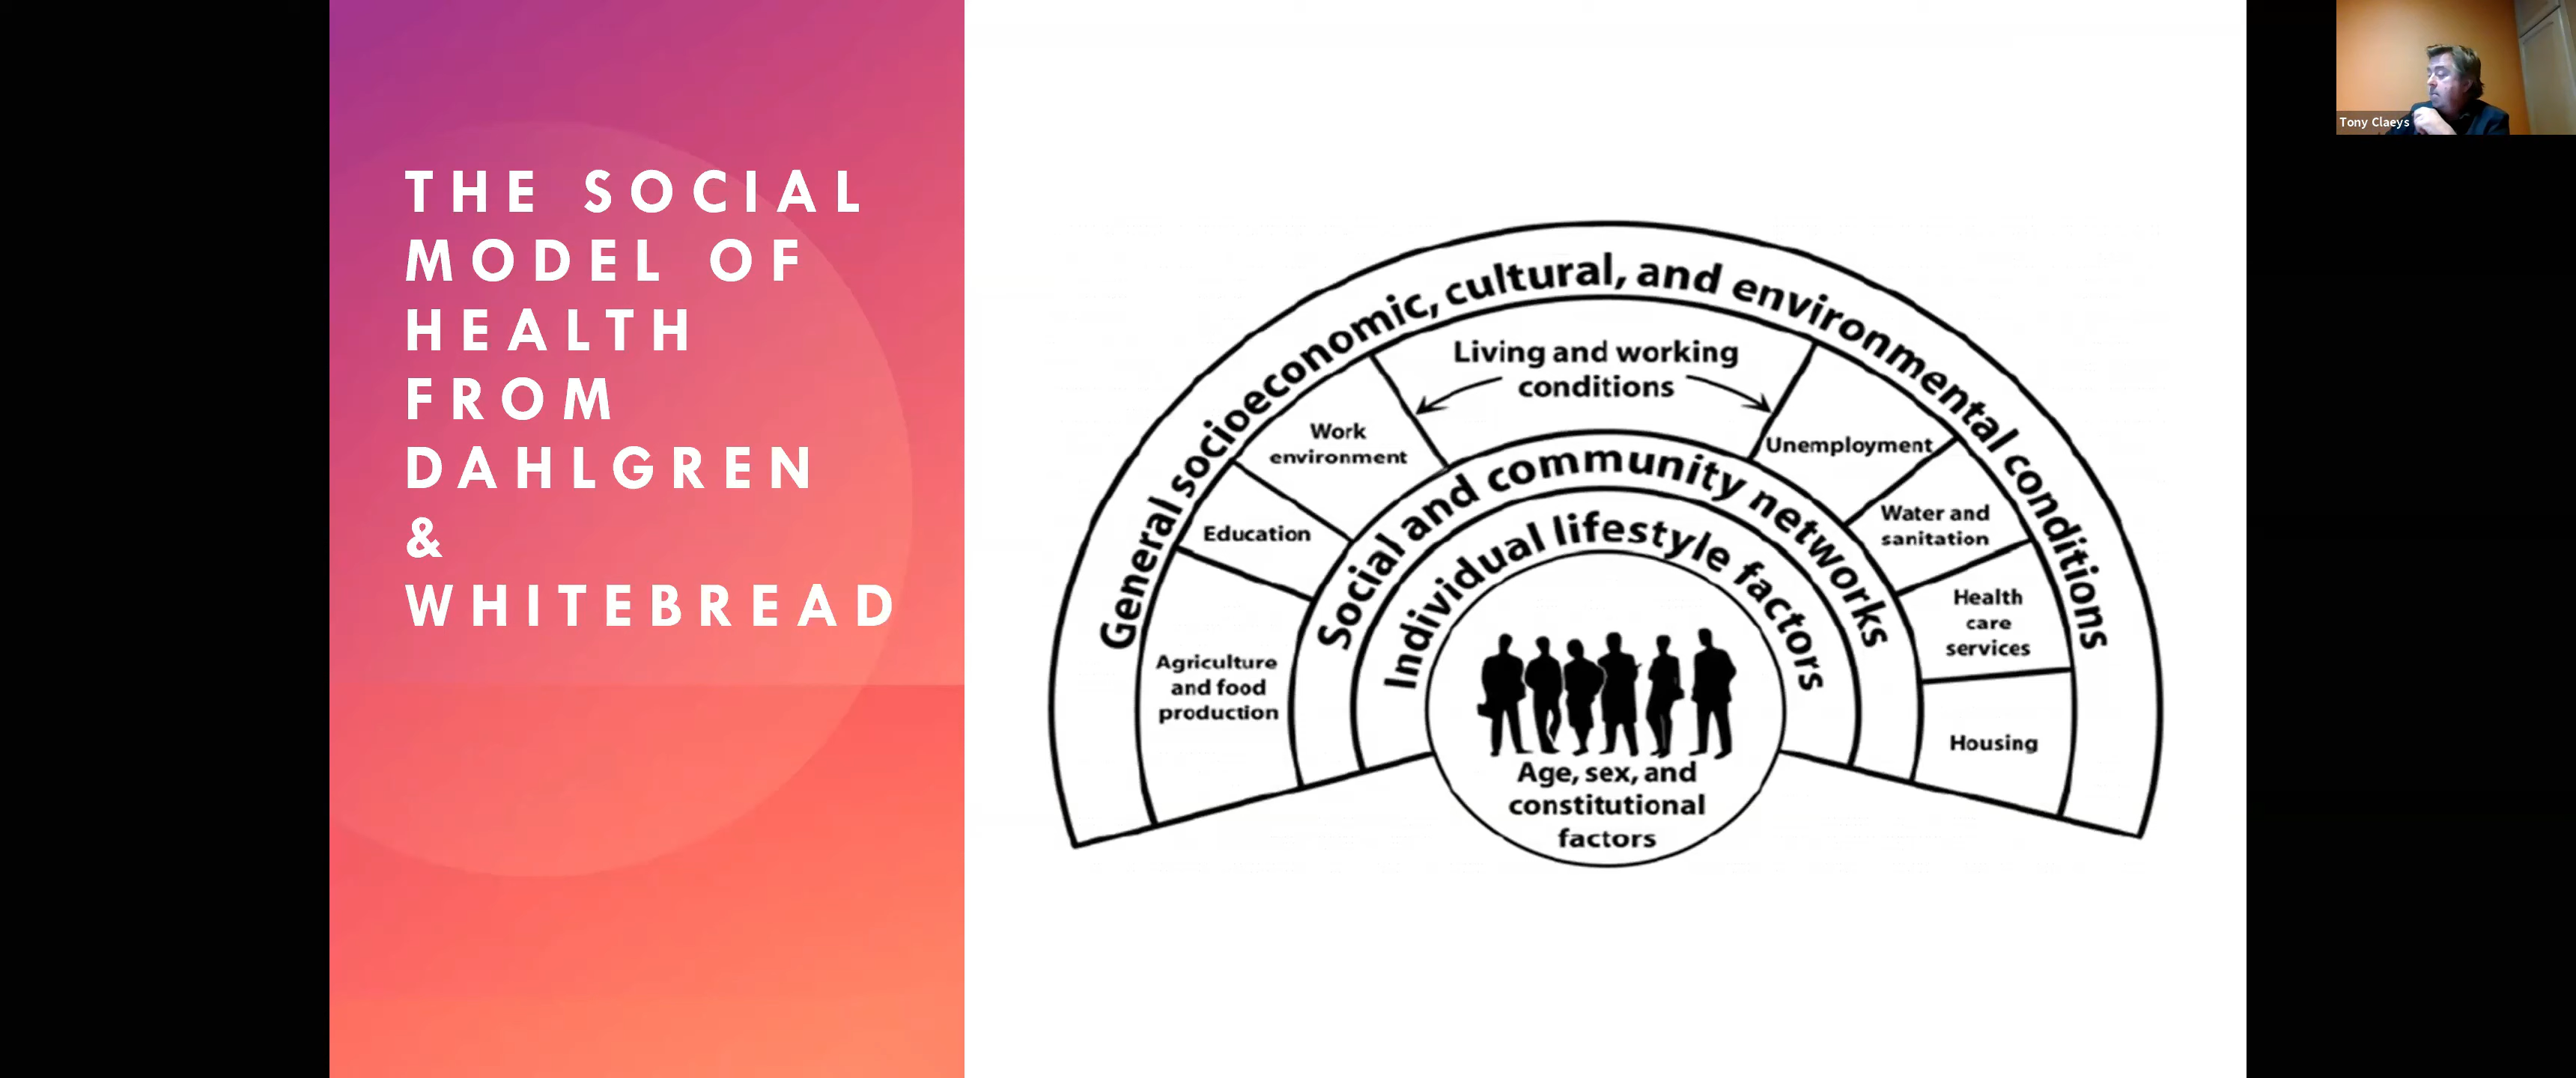 THE SOCIAL
MODEL OF
HEALTH
FROM
DAHLGREN
&
WHITEBREAD
General socioeconomic, cultural, and environmental conditions
Living and working
conditions
Work
environment
Unemployment
Education
Water and
sanitation
Agriculture
and food
production
Health
care
services
Housing
Social and community networks
Individual lifestyle factors
Age, sex, and
constitutional
factors
Tony Claeys